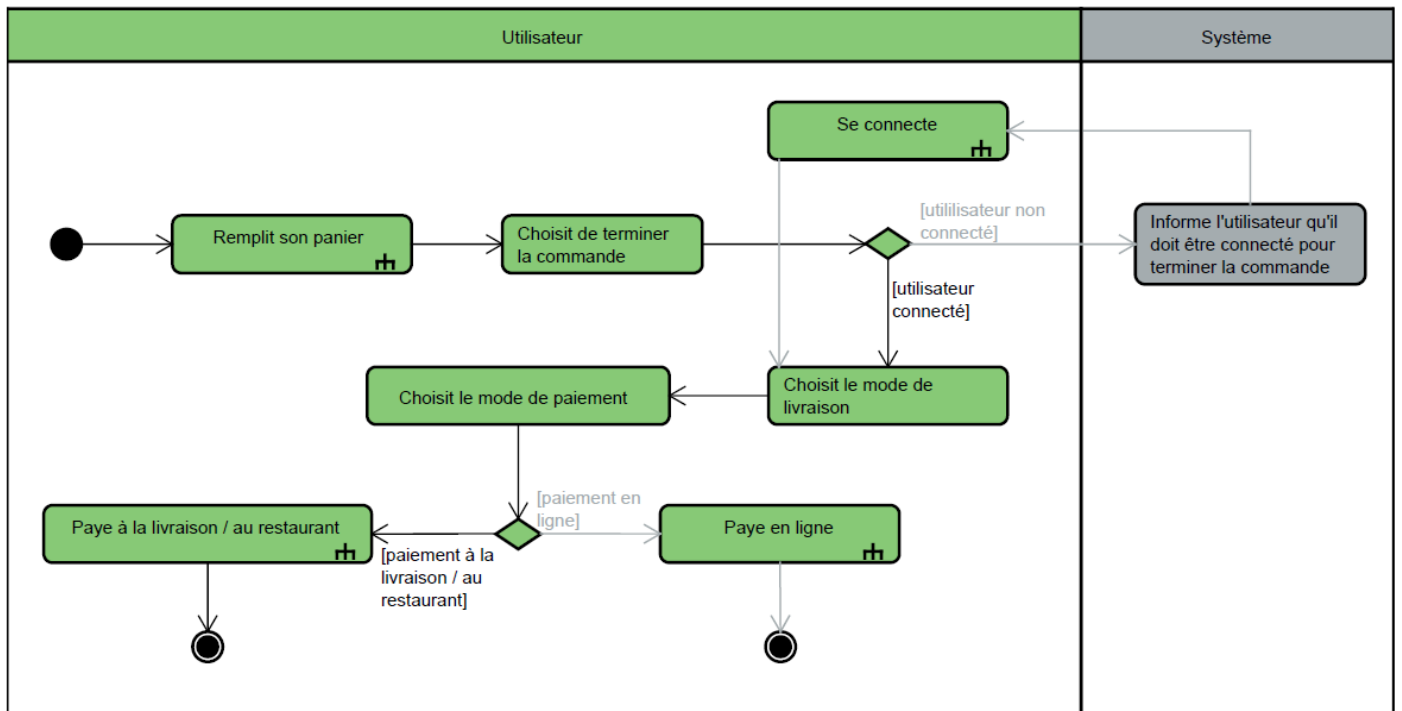 Utilisateur
Système
Se connecte
Remplit son panier
Choisit de terminer
la commande
[utililisateur non
connecté]
Informe l'utilisateur qu'il
doit être connecté pour
terminer la commande
[utilisateur
connecté]
Choisit le mode de paiement
Choisit le mode de
livraison
Paye à la livraison / au restaurant
[paiement en
ligne]
Paye en ligne
[paiement à la
livraison / au
restaurant]